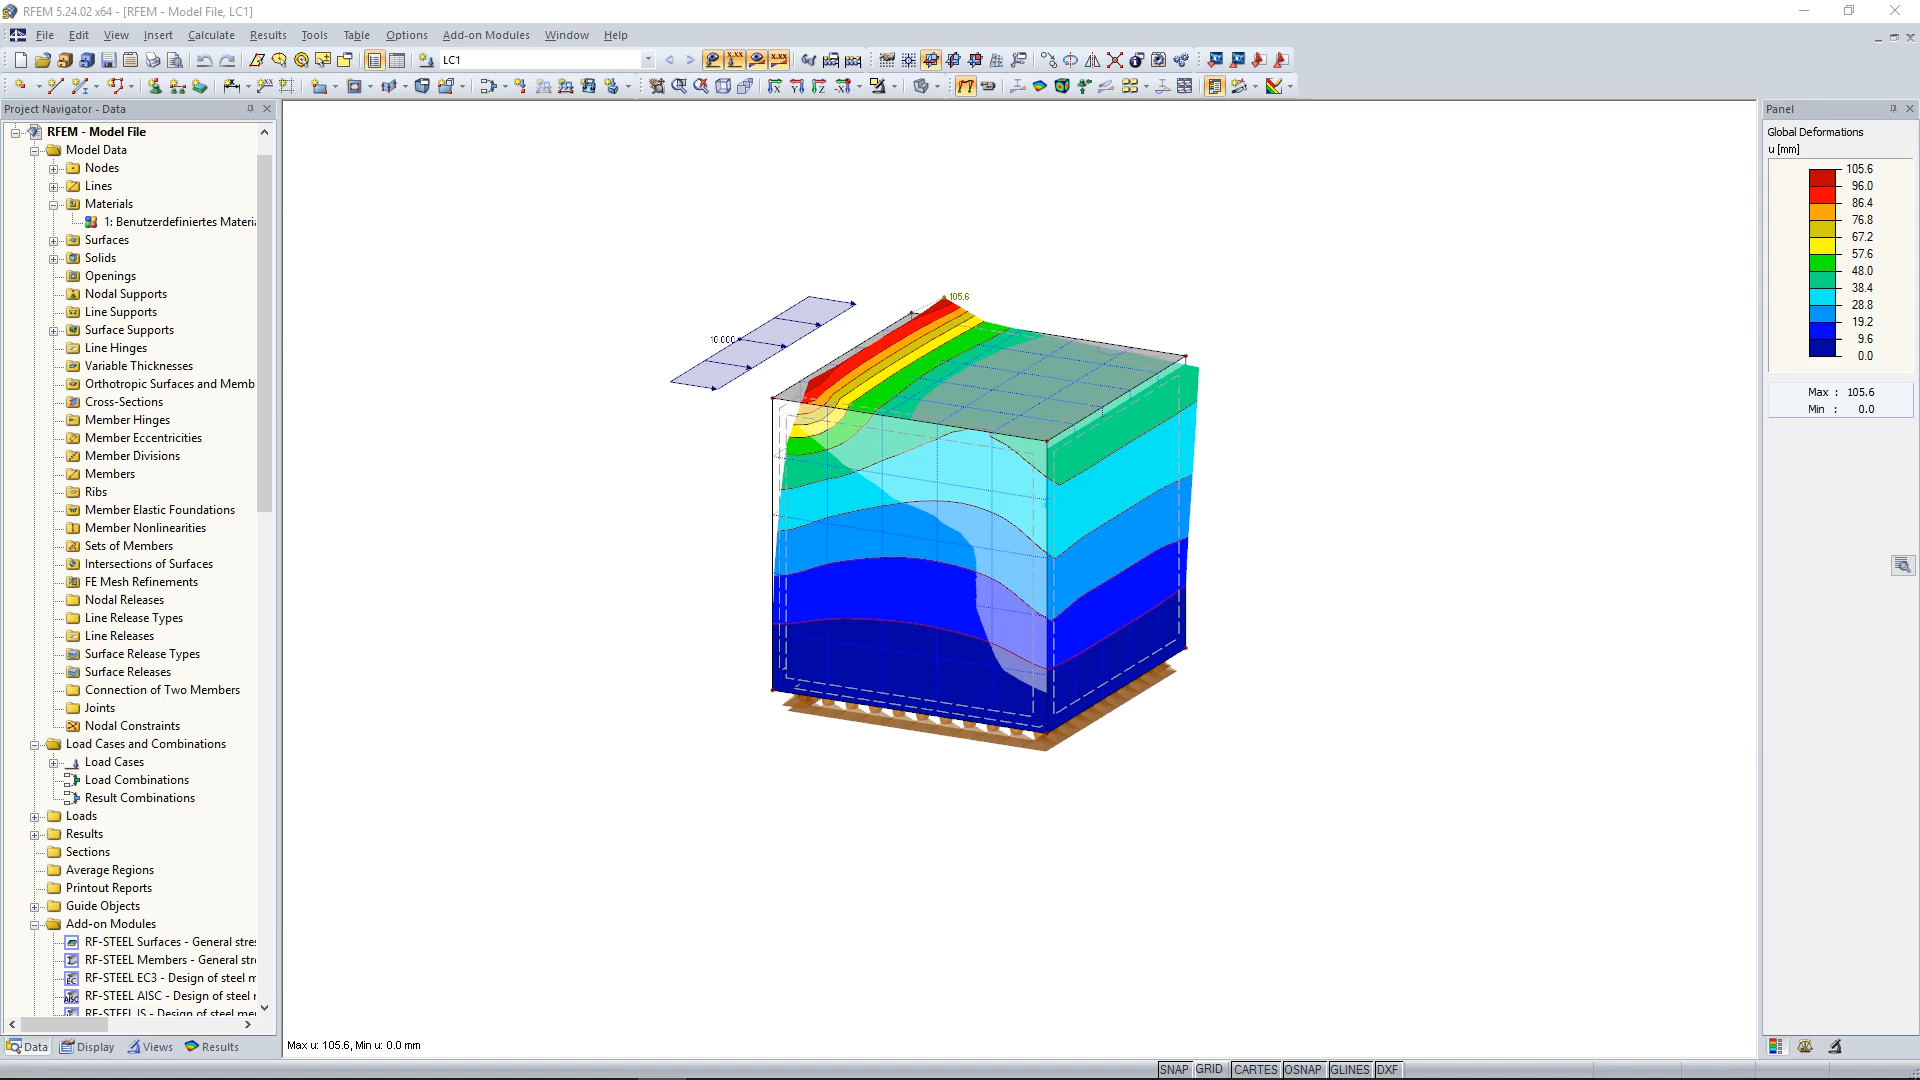 RFEM 5.24.02 x64 - [RFEM - Model File, LC1]
File Edit View Insert Calculate Results Tools Table Options Add-on Modules Window Help
LC1
Project Navigator - Data
RFEM - Model File
Model Data
Nodes
Lines
Materials
1: Benutzerdefiniertes Materi
Surfaces
Solids
Openings
Nodal Supports
Line Supports
Surface Supports
Line Hinges
Variable Thicknesses
Orthotropic Surfaces and Memb
Cross-Sections
Member Hinges
Member Eccentricities
Member Divisions
Members
Ribs
Member Elastic Foundations
Member Nonlinearities
Sets of Members
Intersections of Surfaces
FE Mesh Refinements
Nodal Releases
Line Release Types
Line Releases
Surface Release Types
Surface Releases
Connection of Two Members
Joints
Nodal Constraints
Load Cases and Combinations
Load Cases
Load Combinations
Result Combinations
Loads
Results
Sections
Average Regions
Printout Reports
Guide Objects
Add-on Modules
RF-STEEL Surfaces - General stre
RF-STEEL Members - General str
RF-STEEL EC3 - Design of steel m
RF-STEEL AISC - Design of steel
RF-STEEL IS - Design of steel me
Data Display Views Results
105.6
10.000
Max u: 105.6, Min u: 0.0 mm
Panel
Global Deformations
u [mm]
105.6
96.0
86.4
76.8
67.2
57.6
48.0
38.4
28.8
19.2
9.6
0.0
Max : 105.6
Min : 0.0
SNAP GRID CARTES OSNAP GLINES DXF